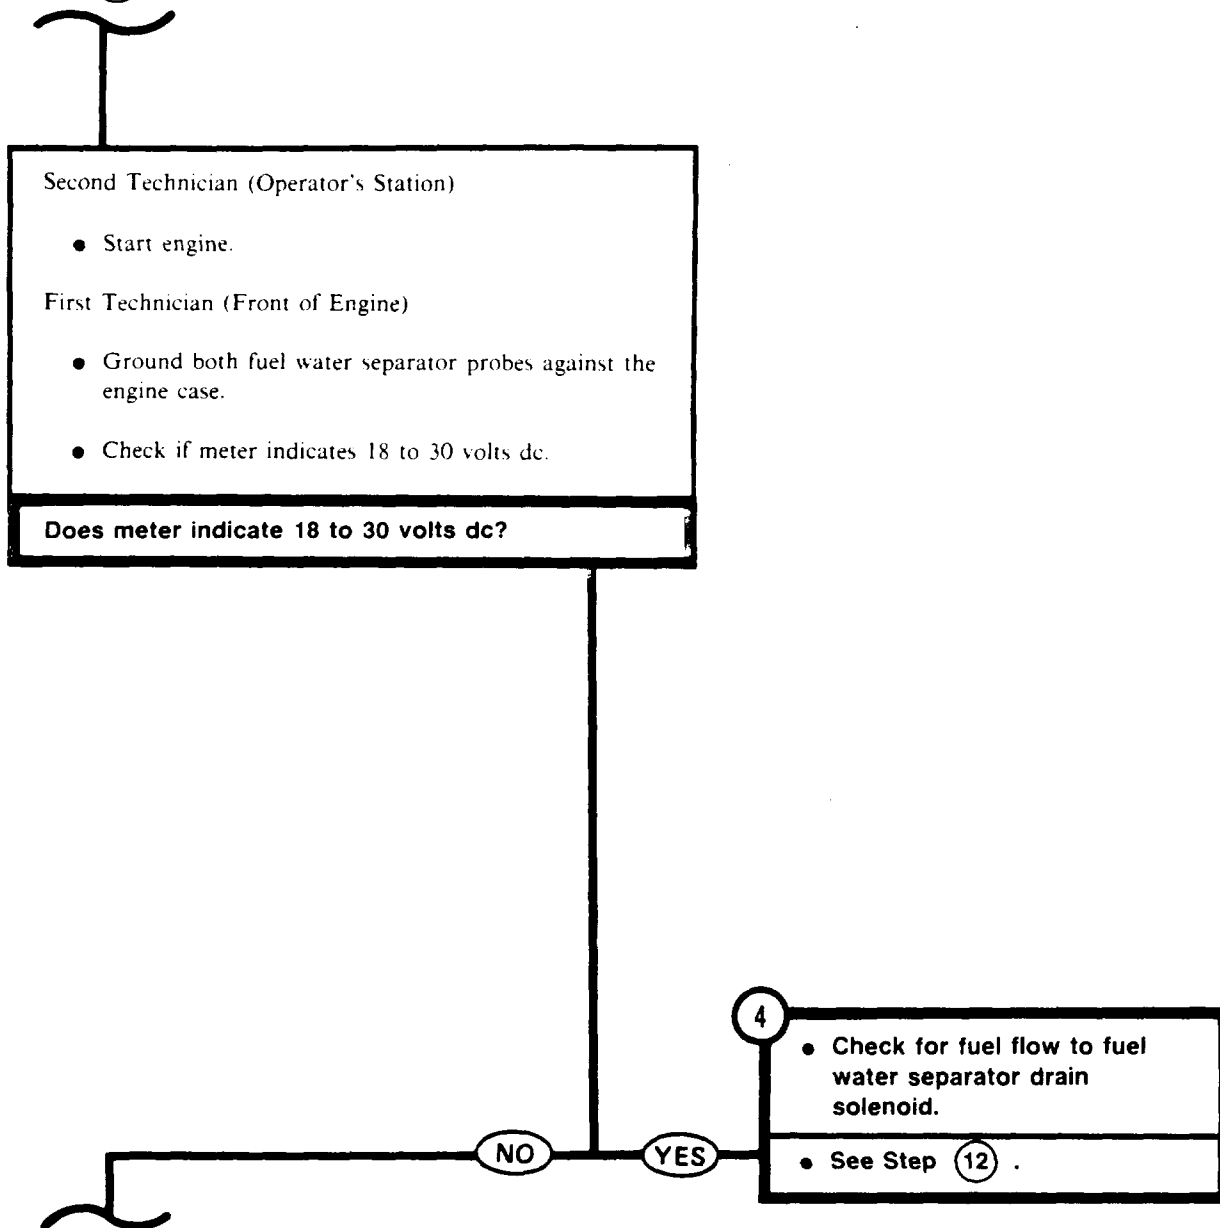 Second Technician (Operator's Station)
● Start engine.
First Technician (Front of Engine)
● Ground both fuel water separator probes against the
engine case.
● Check if meter indicates 18 to 30 volts dc.
Does meter indicate 18 to 30 volts dc?
4
● Check for fuel flow to fuel
water separator drain
solenoid.
NO
YES
● See Step 12 .